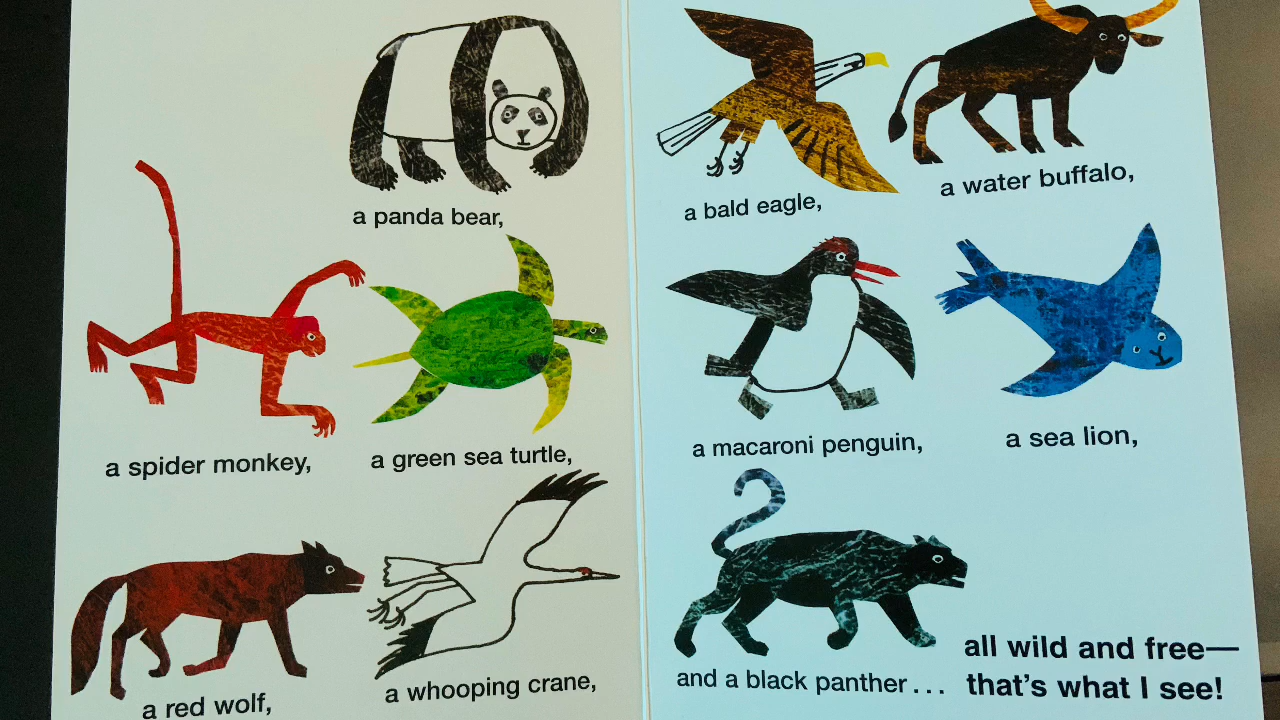 a panda bear,
a spider monkey,
a green sea turtle,
a red wolf,
a whooping crane,
a bald eagle,
a water buffalo,
a macaroni penguin,
a sea lion,
and a black panther . . .
all wild and free—
that's what I see!